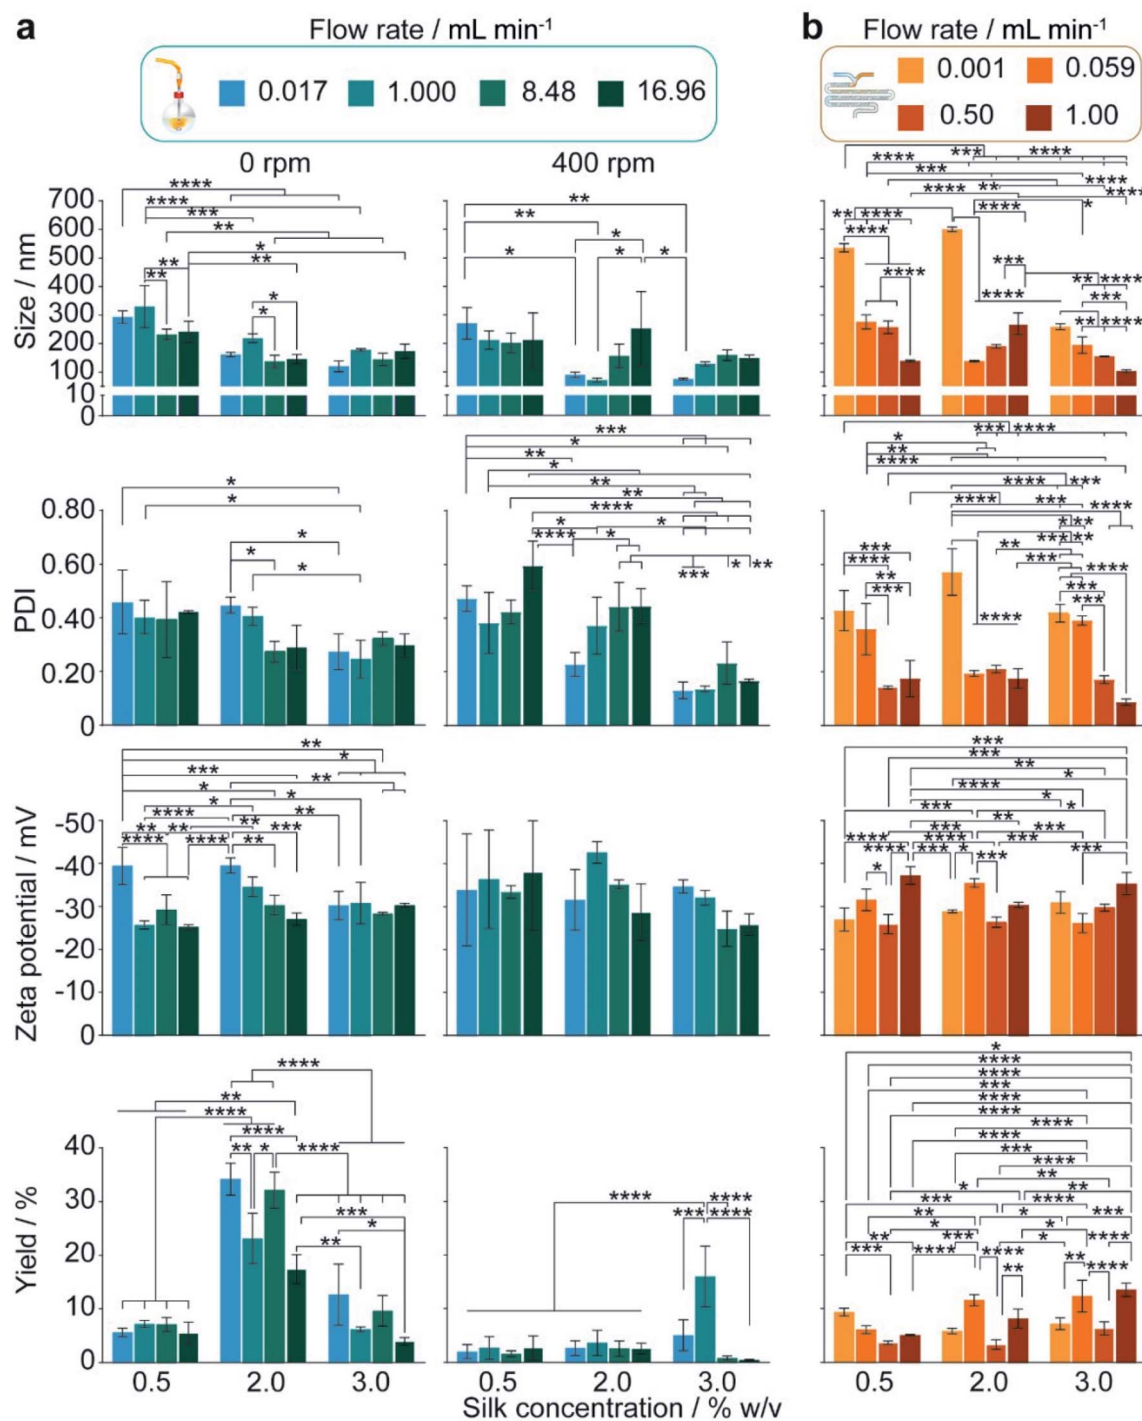 a
Flow rate / mL min⁻¹
0.017 1.000 8.48 16.96
b
Flow rate / mL min⁻¹
0.001 0.059
0.50 1.00
0 rpm
400 rpm
Size / nm
700
600
500
400
300
200
100
10
0
PDI
0.80
0.60
0.40
0.20
0
Zeta potential / mV
-50
-40
-30
-20
-10
0
Yield / %
40
30
20
10
0
0.5 2.0 3.0
0.5 2.0 3.0
0.5 2.0 3.0
Silk concentration / % w/v